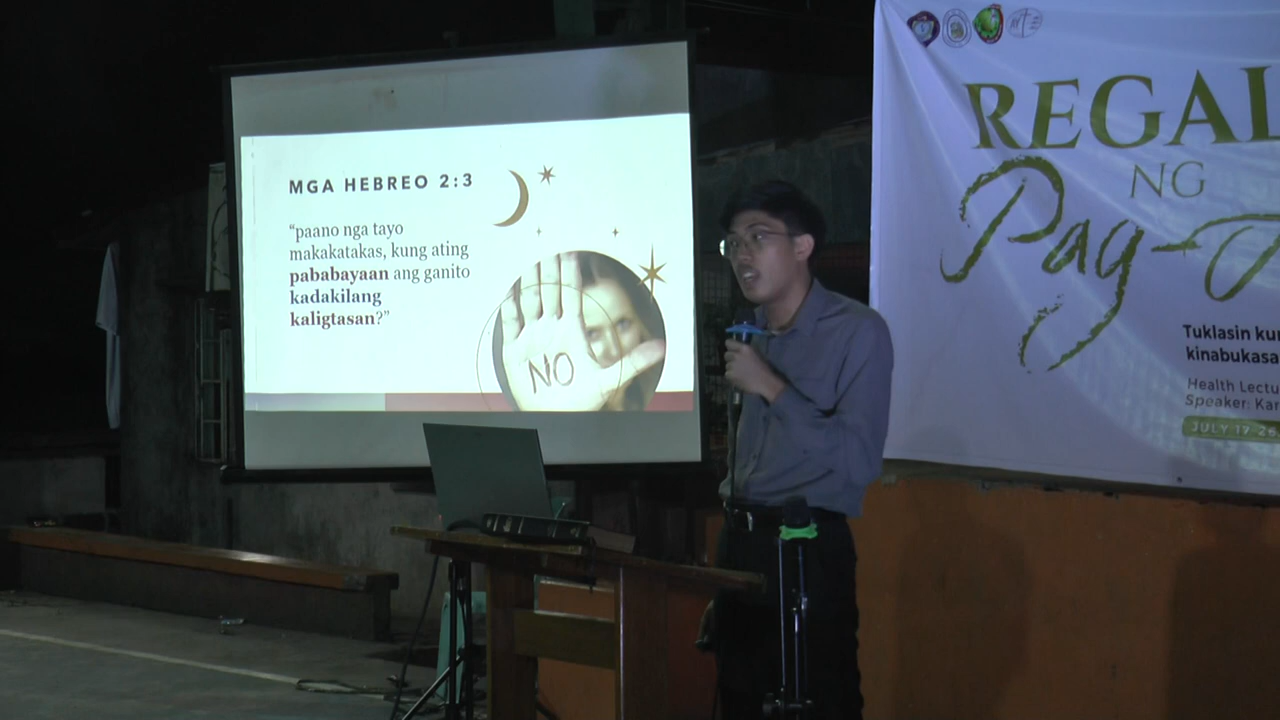 MGA HEBREO 2:3
“paano nga tayo
makakatakas, kung ating
pababayaan ang ganito
kadakilang
kaligtasan?”
NO
REGAL
NG
Pag-
Tuklasin ku
kinabukasa
Health Lectu
Speaker: Kar
JULY 17-26